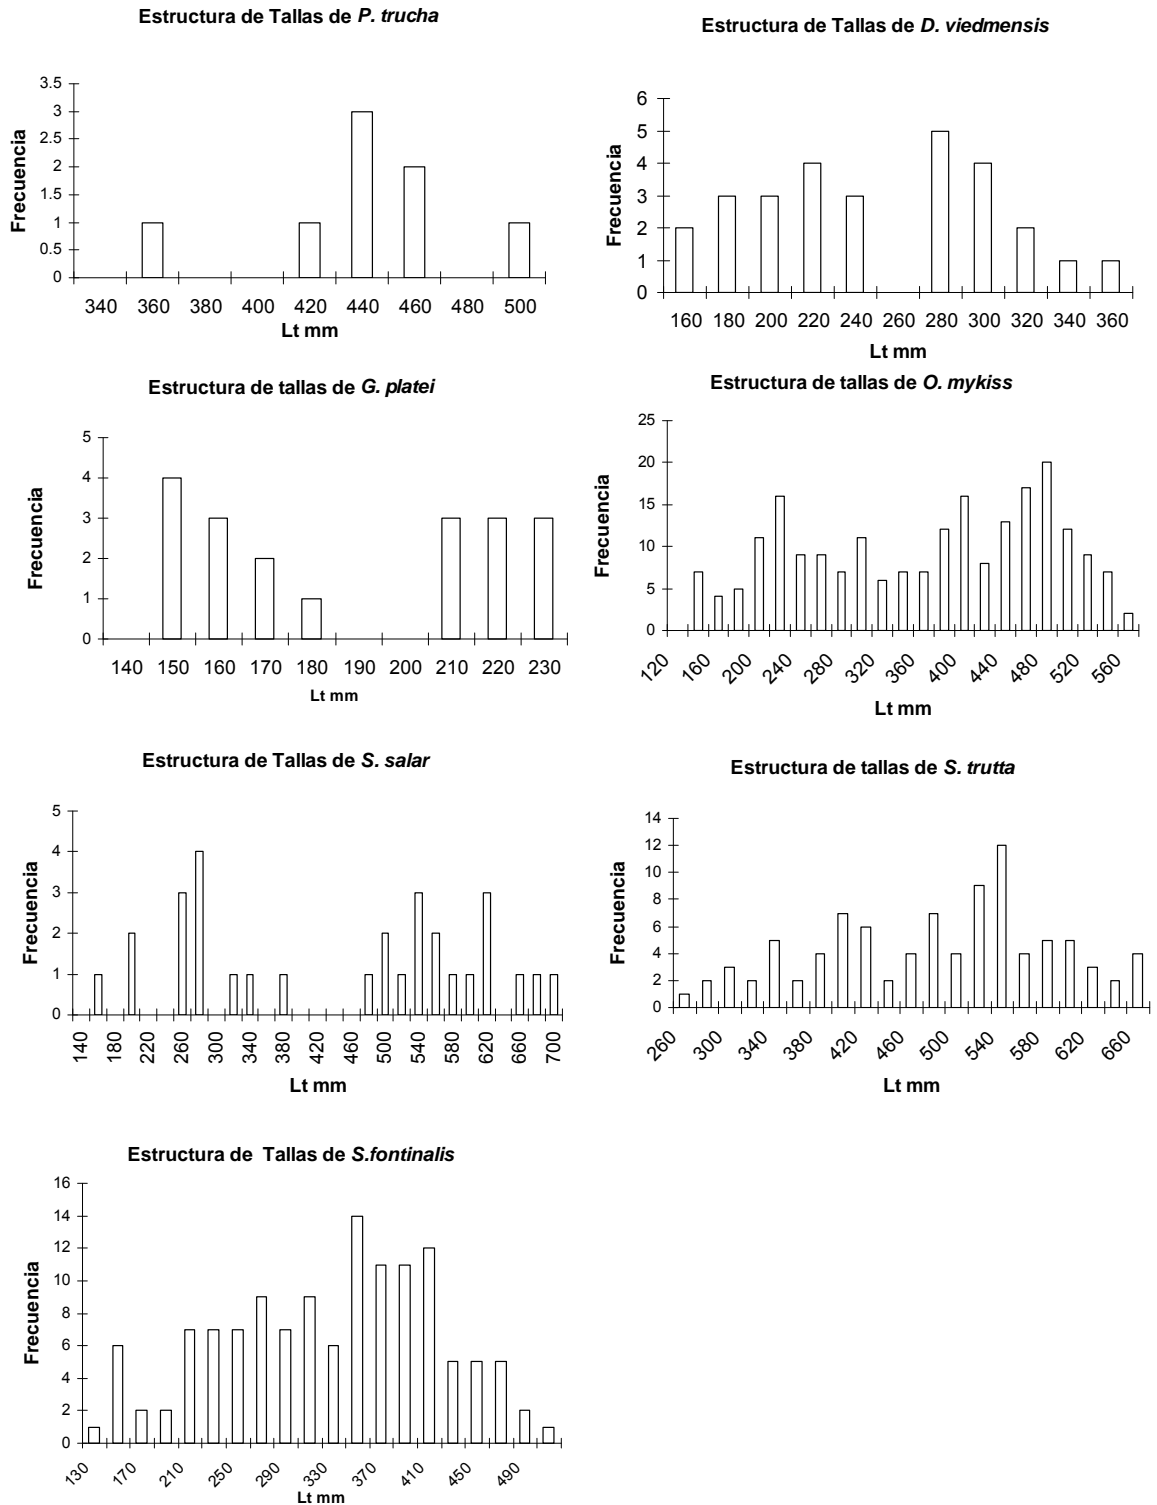 Estructura de Tallas de P. trucha
3.5
3
2.5
2
1.5
1
0.5
0
Frecuencia
340 360 380 400 420 440 460 480 500
Lt mm
Estructura de Tallas de D. viedmensis
6
5
4
3
2
1
0
Frecuencia
160 180 200 220 240 260 280 300 320 340 360
Lt mm
Estructura de tallas de G. platei
5
4
3
2
1
0
Frecuencia
140 150 160 170 180 190 200 210 220 230
Lt mm
Estructura de tallas de O. mykiss
25
20
15
10
5
0
Frecuencia
120 160 200 240 280 320 360 400 440 480 520 560
Lt mm
Estructura de Tallas de S. salar
5
4
3
2
1
0
Frecuencia
140 180 220 260 300 340 380 420 460 500 540 580 620 660 700
Lt mm
Estructura de tallas de S. trutta
14
12
10
8
6
4
2
0
Frecuencia
260 300 340 380 420 460 500 540 580 620 660
Lt mm
Estructura de Tallas de S.fontinalis
16
14
12
10
8
6
4
2
0
Frecuencia
130 170 210 250 290 330 370 410 450 490
Lt mm